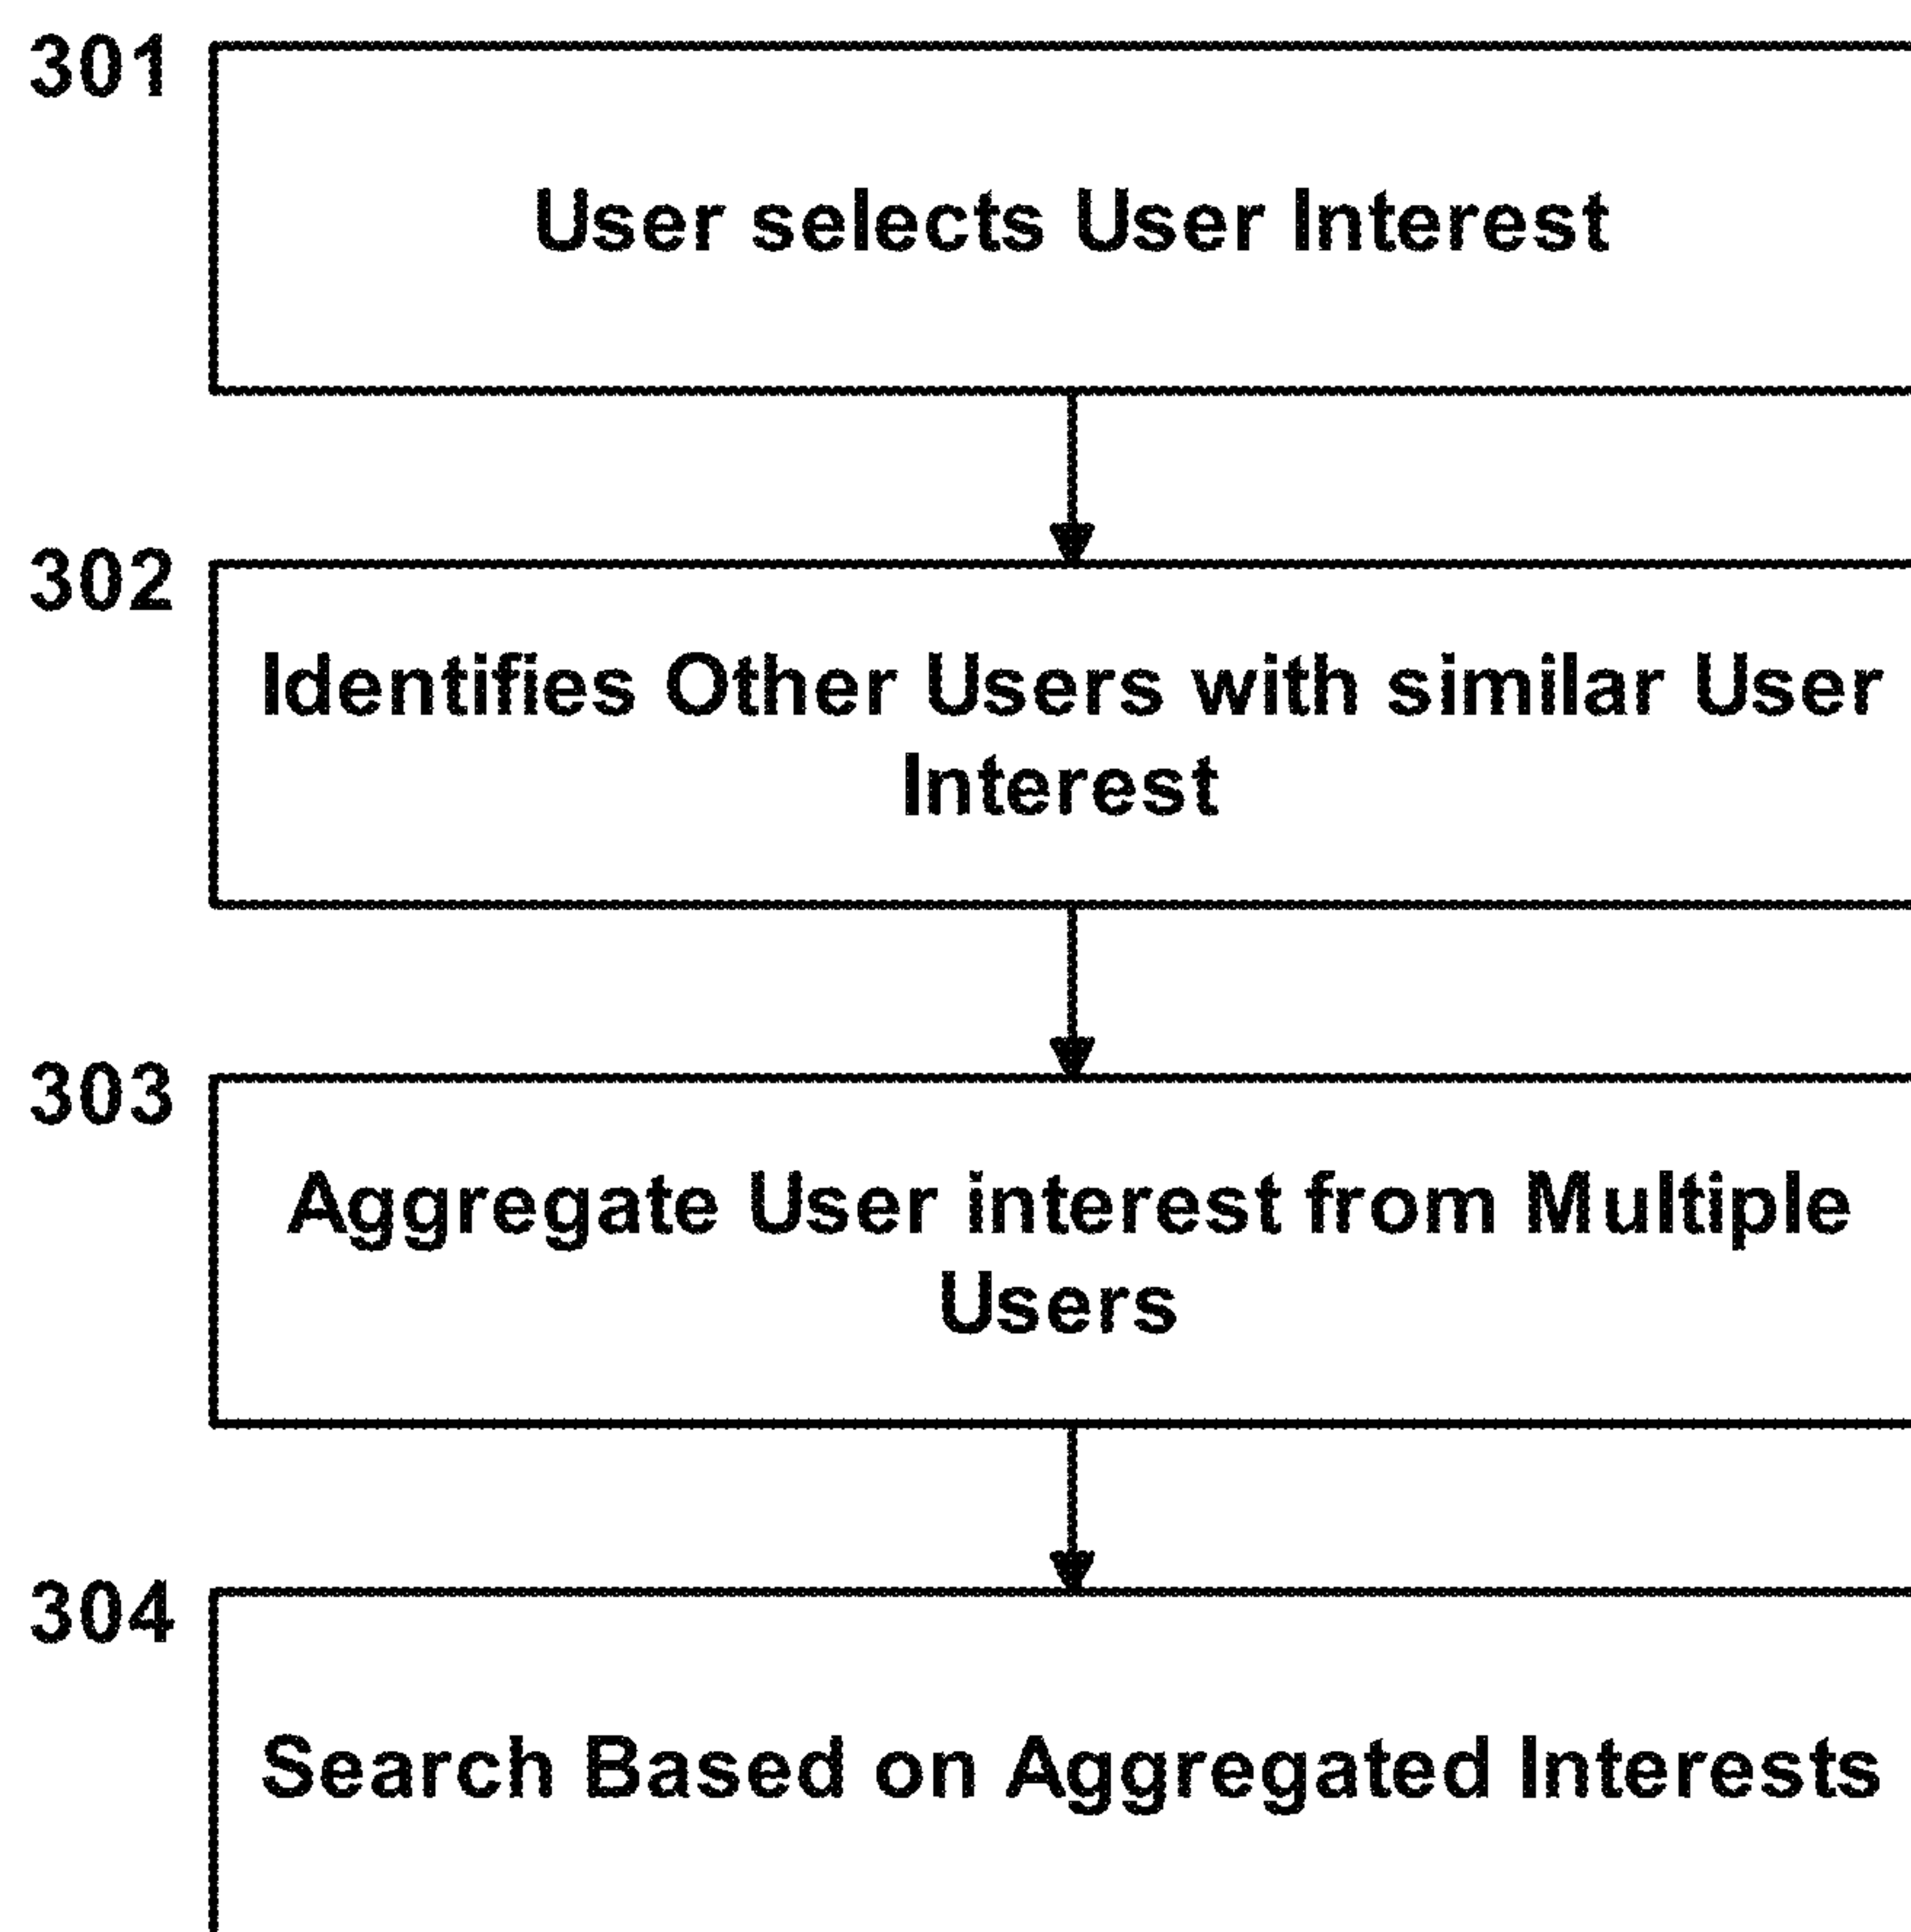 301
User selects User Interest
302
Identifies Other Users with similar User
Interest
303
Aggregate User interest from Multiple
Users
304
Search Based on Aggregated Interests